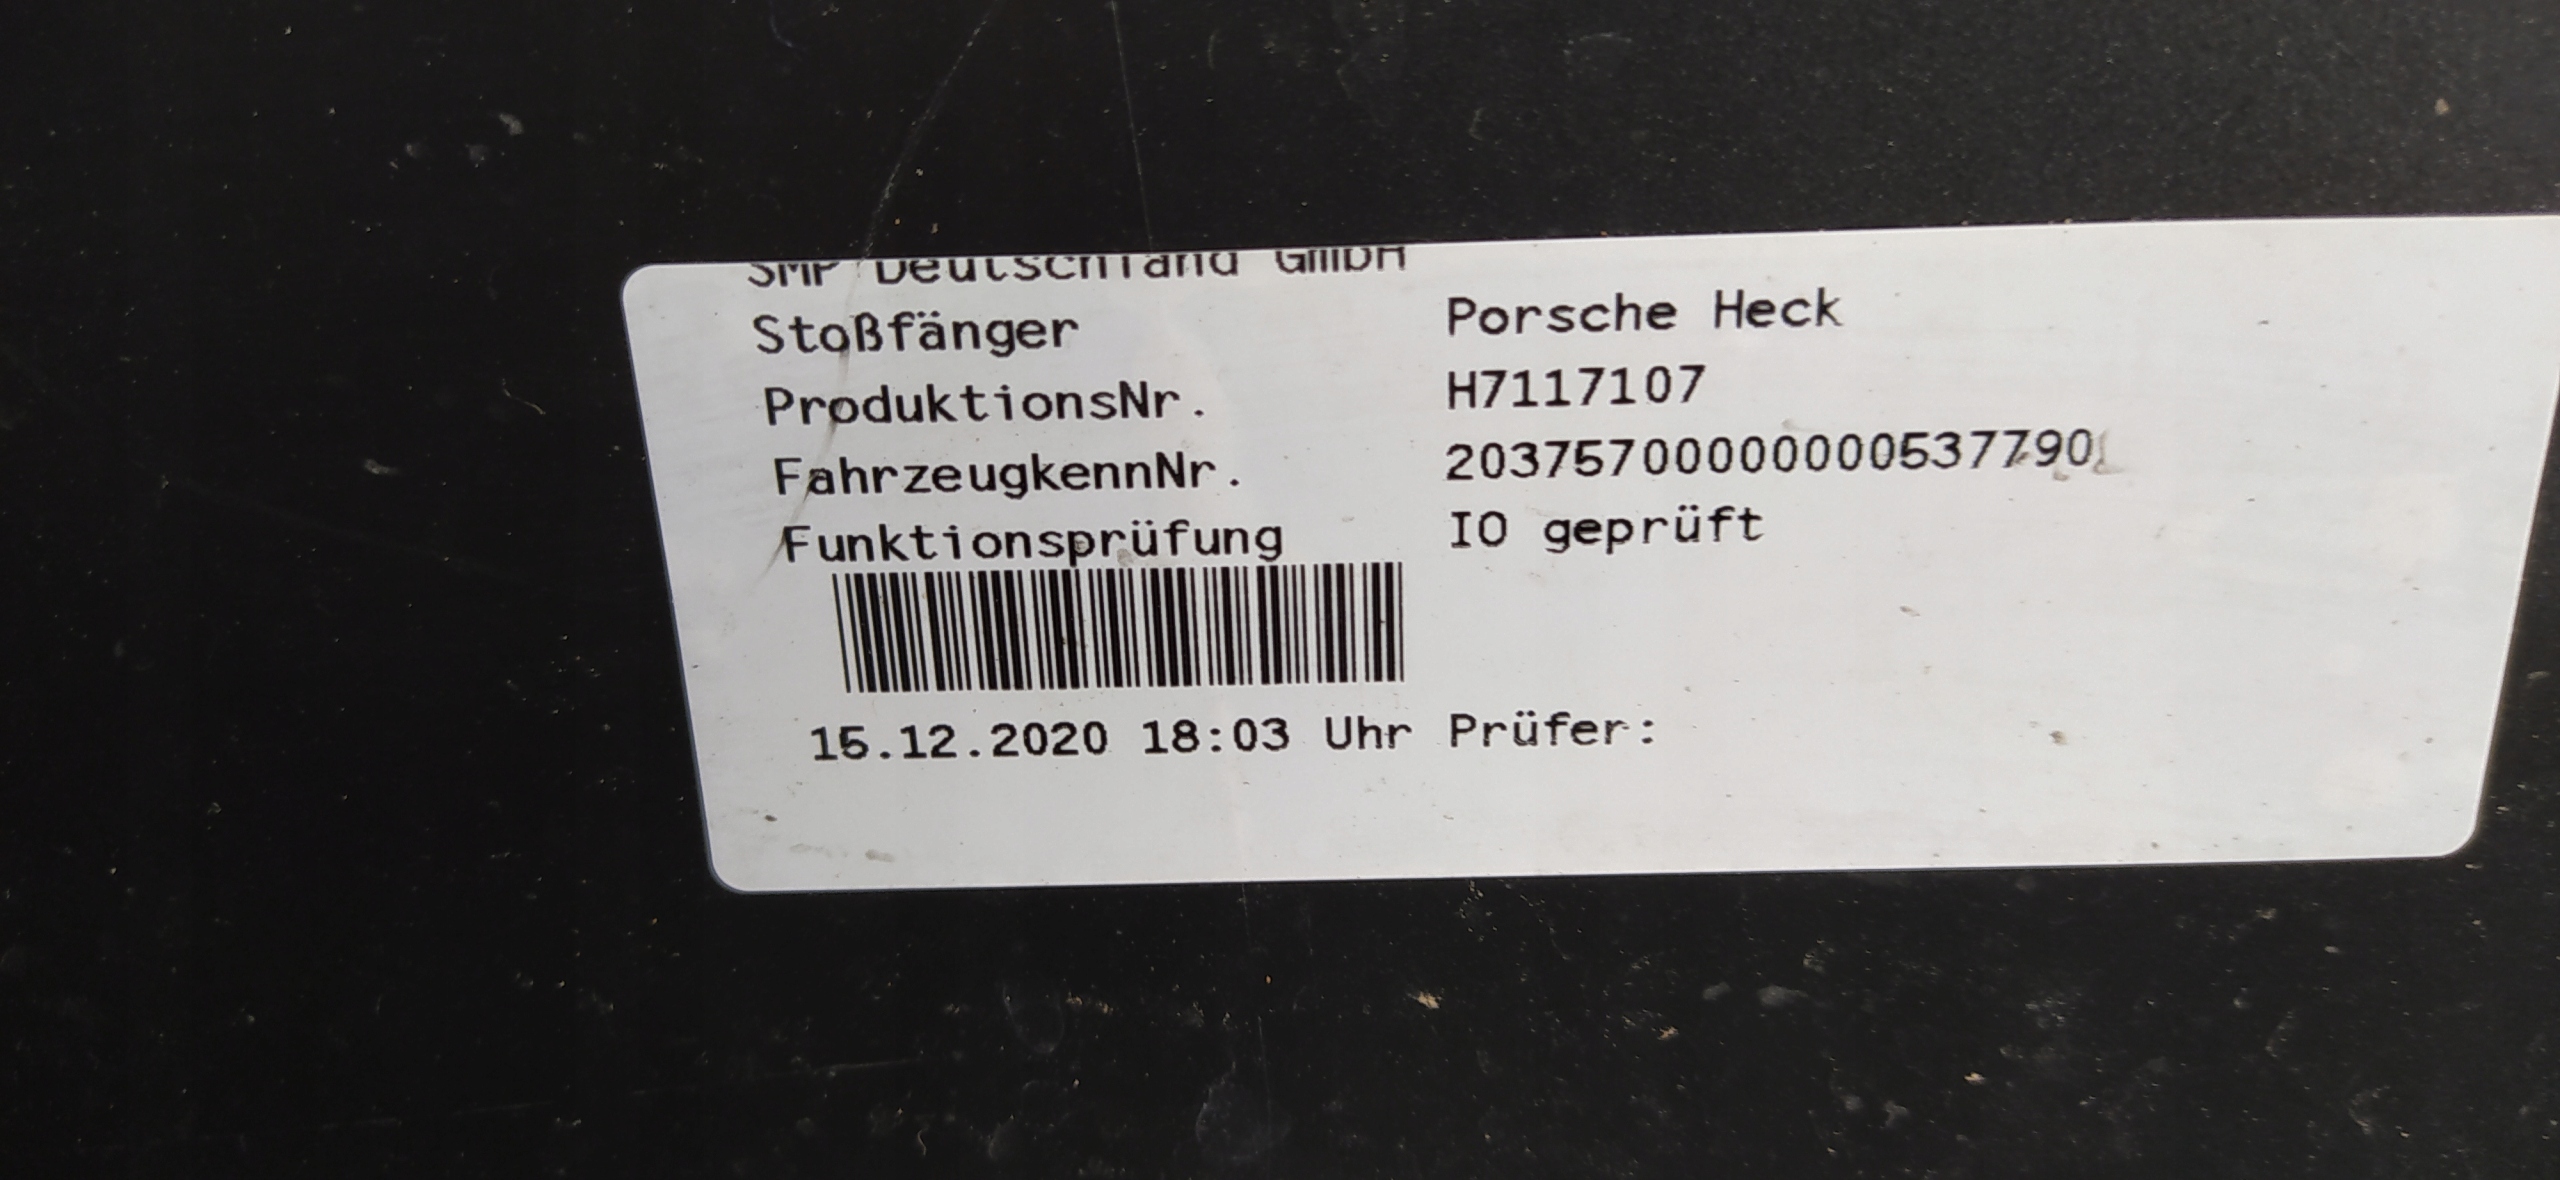 SMP Deutschland GmbH
Stoßfänger Porsche Heck
ProduktionsNr. H7117107
FahrzeugkennNr. 20375700000000537790
Funktionsprüfung IO geprüft
15.12.2020 18:03 Uhr Prüfer: